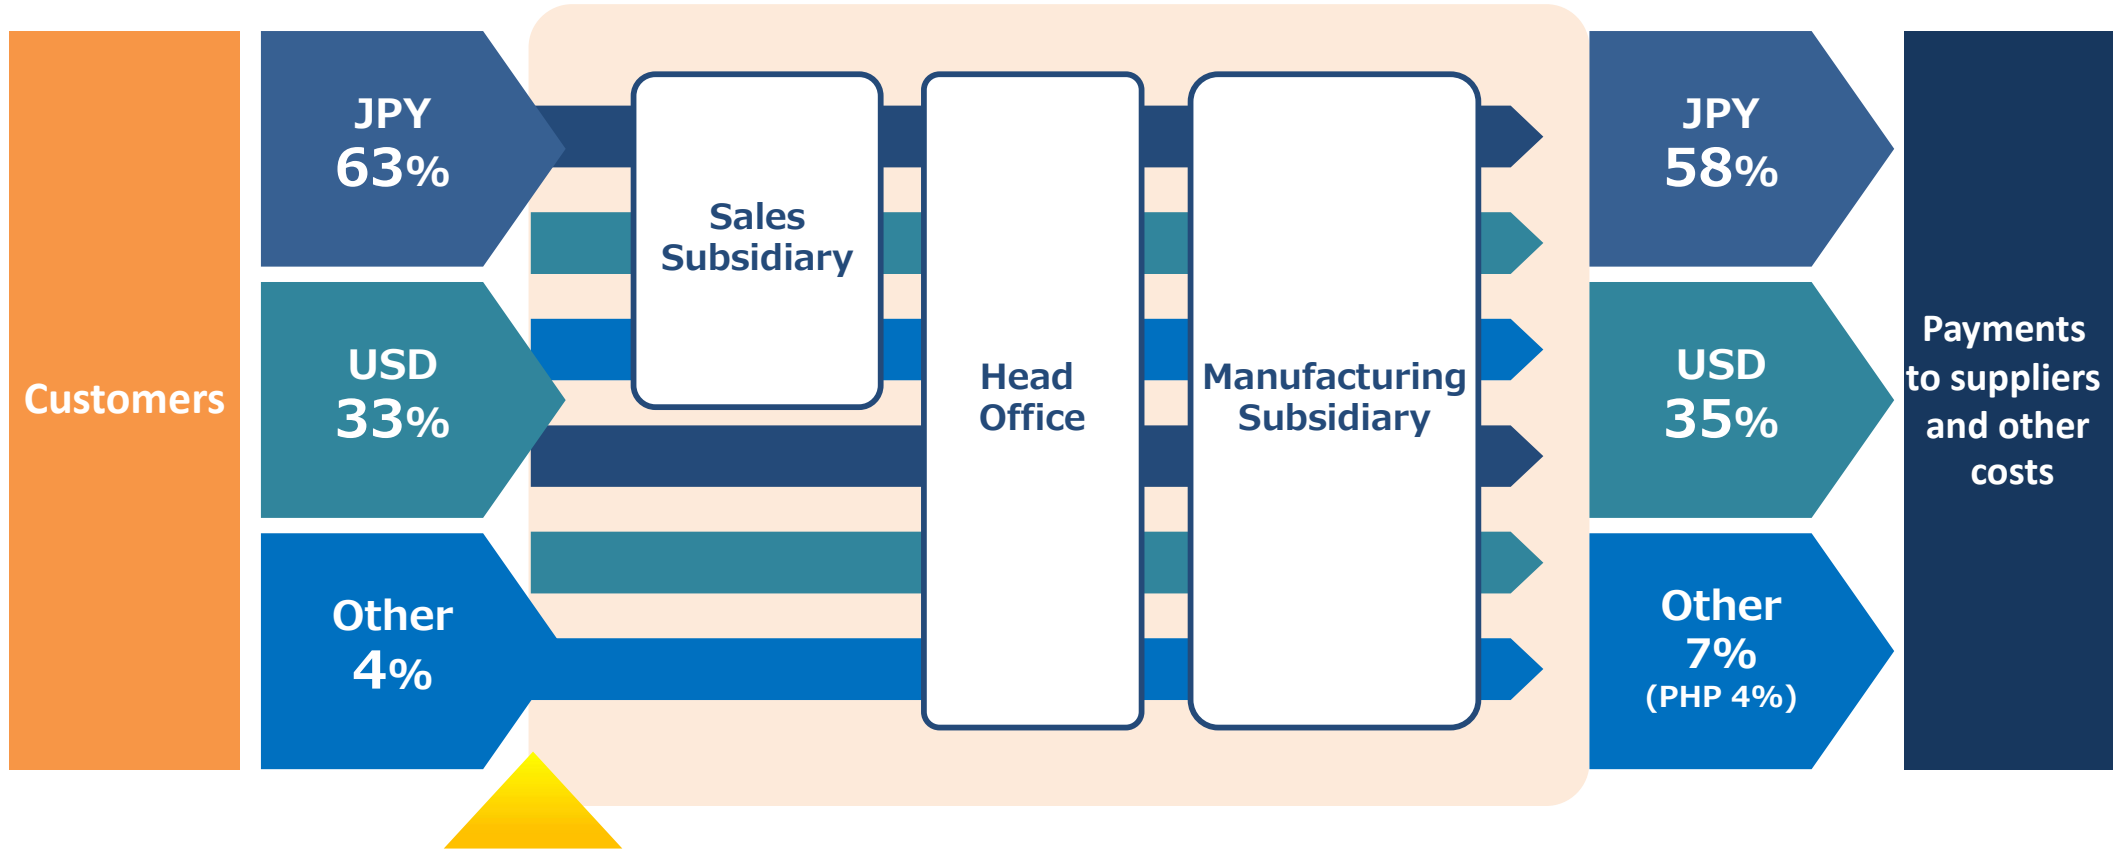 Customers
JPY
63%
USD
33%
Other
4%
Sales
Subsidiary
Head
Office
Manufacturing
Subsidiary
JPY
58%
USD
35%
Other
7%
(PHP 4%)
Payments
to suppliers
and other
costs